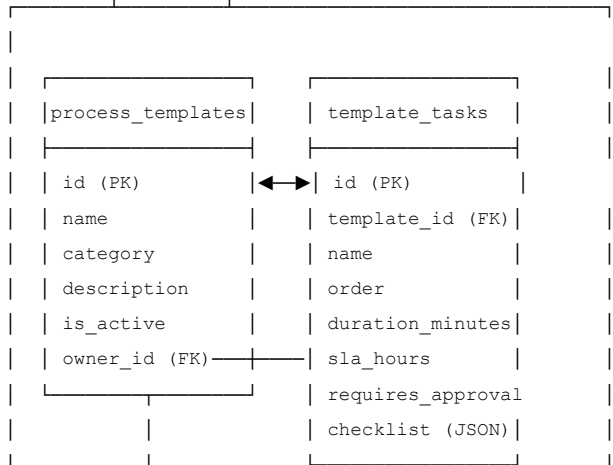 process_templates template_tasks
id (PK) id (PK)
name template_id (FK)
category name
description order
is_active duration_minutes
owner_id (FK) sla_hours
requires_approval
checklist (JSON)